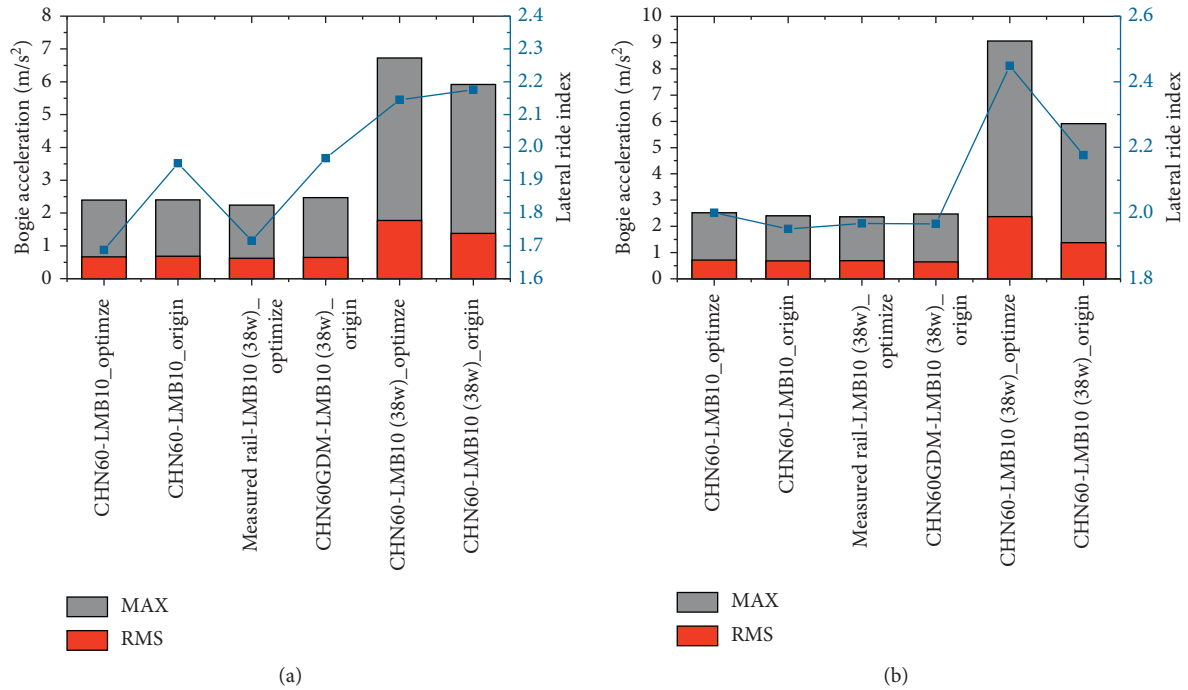 Bogie acceleration (m/s²)
8
7
6
5
4
3
2
1
0
2.4
2.3
2.2
2.1
2.0
1.9
1.8
1.7
1.6
Lateral ride index
CHN60-LMB10_optimze
CHN60-LMB10_origin
Measured rail-LMB10 (38w)_
optimize
CHN60GDM-LMB10 (38w)_
origin
CHN60-LMB10 (38w)_optimze
CHN60-LMB10 (38w)_origin
MAX
RMS
(a)
Bogie acceleration (m/s²)
10
9
8
7
6
5
4
3
2
1
0
2.6
2.4
2.2
2.0
1.8
Lateral ride index
CHN60-LMB10_optimze
CHN60-LMB10_origin
Measured rail-LMB10 (38w)_
optimize
CHN60GDM-LMB10 (38w)_
origin
CHN60-LMB10 (38w)_optimze
CHN60-LMB10 (38w)_origin
MAX
RMS
(b)